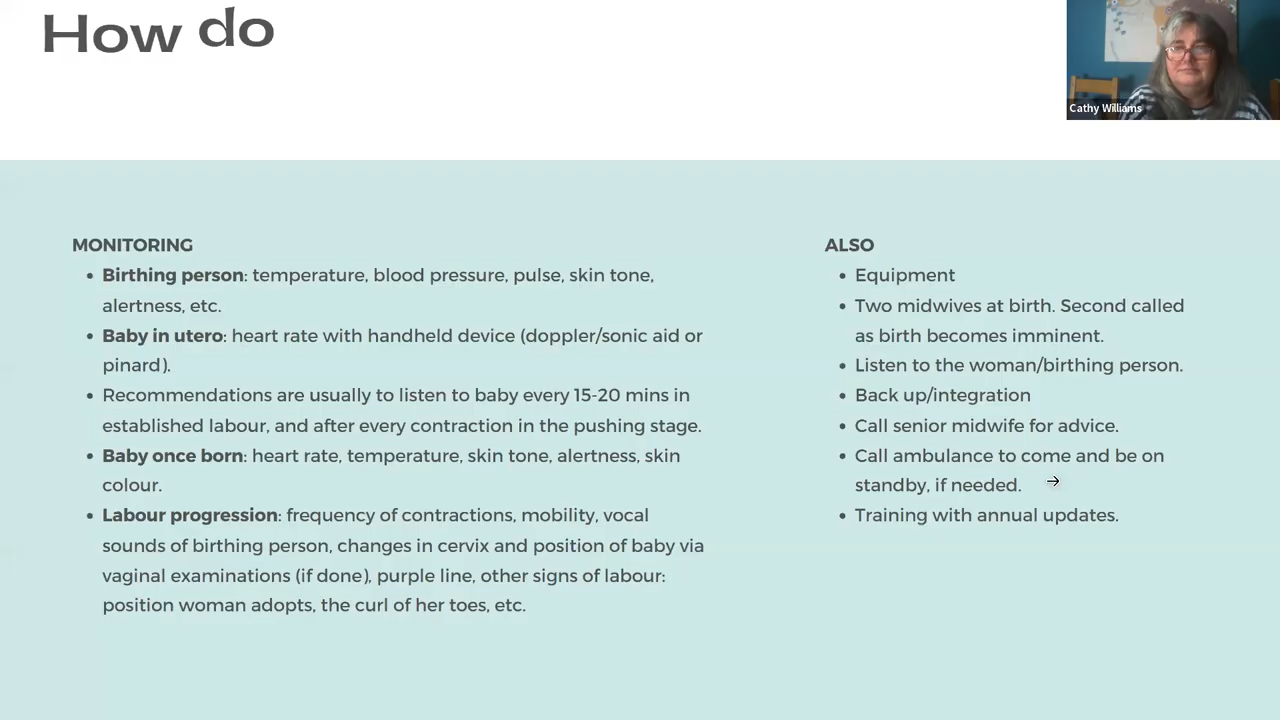 How do
Cathy Williams
MONITORING
• Birthing person: temperature, blood pressure, pulse, skin tone,
alertness, etc.
• Baby in utero: heart rate with handheld device (doppler/sonic aid or
pinard).
• Recommendations are usually to listen to baby every 15-20 mins in
established labour, and after every contraction in the pushing stage.
• Baby once born: heart rate, temperature, skin tone, alertness, skin
colour.
• Labour progression: frequency of contractions, mobility, vocal
sounds of birthing person, changes in cervix and position of baby via
vaginal examinations (if done), purple line, other signs of labour:
position woman adopts, the curl of her toes, etc.
ALSO
• Equipment
• Two midwives at birth. Second called
as birth becomes imminent.
• Listen to the woman/birthing person.
• Back up/integration
• Call senior midwife for advice.
• Call ambulance to come and be on
standby, if needed.
• Training with annual updates.